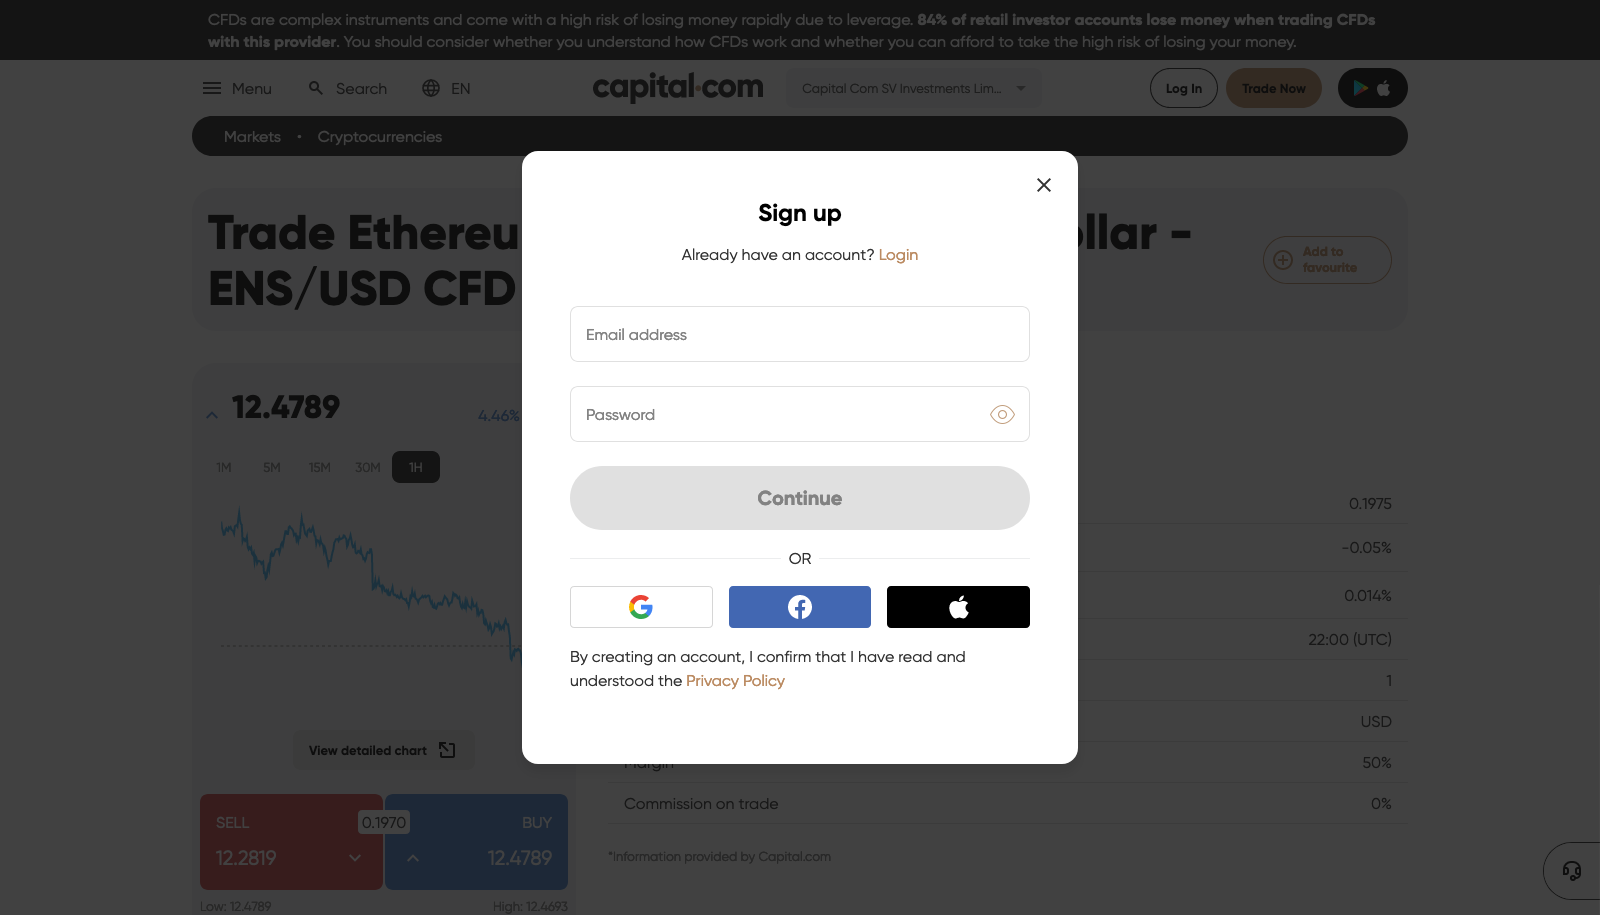 CFDs are complex instruments and come with a high risk of losing money rapidly due to leverage. 84% of retail investor accounts lose money when trading CFDs
with this provider. You should consider whether you understand how CFDs work and whether you can afford to take the high risk of losing your money.
Menu Search EN capital.com Capital Com SV Investments Lim... Log In Trade Now
Markets • Cryptocurrencies
Sign up
Already have an account? Login
Email address
Password
Continue
OR
By creating an account, I confirm that I have read and
understood the Privacy Policy
Trade Ethereu
ollar -
ENS/USD CFD
Add to
favourite
12.4789 4.46%
1M 5M 15M 30M 1H
View detailed chart
SELL 0.1970 BUY
12.2819 12.4789
Low: 12.4789 High: 12.4693
0.1975
-0.05%
0.014%
22:00 (UTC)
1
USD
Margin 50%
Commission on trade 0%
*Information provided by Capital.com